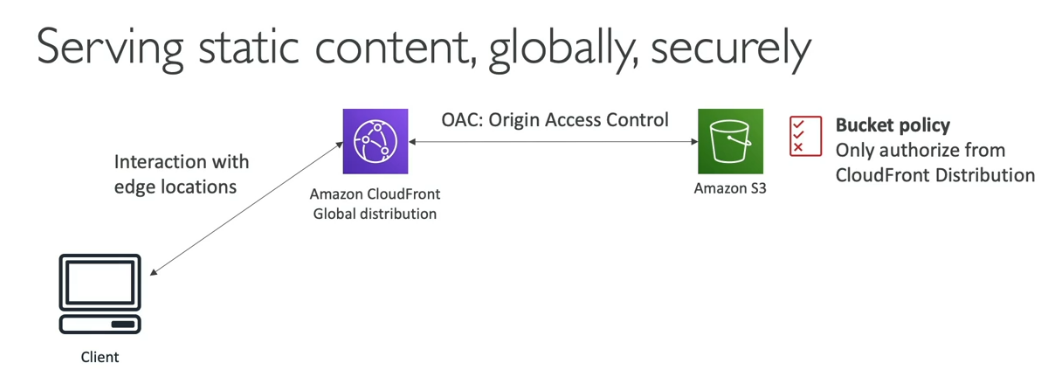 Serving static content, globally, securely
OAC: Origin Access Control
Bucket policy
Only authorize from
CloudFront Distribution
Interaction with
edge locations
Amazon CloudFront
Global distribution
Amazon S3
Client